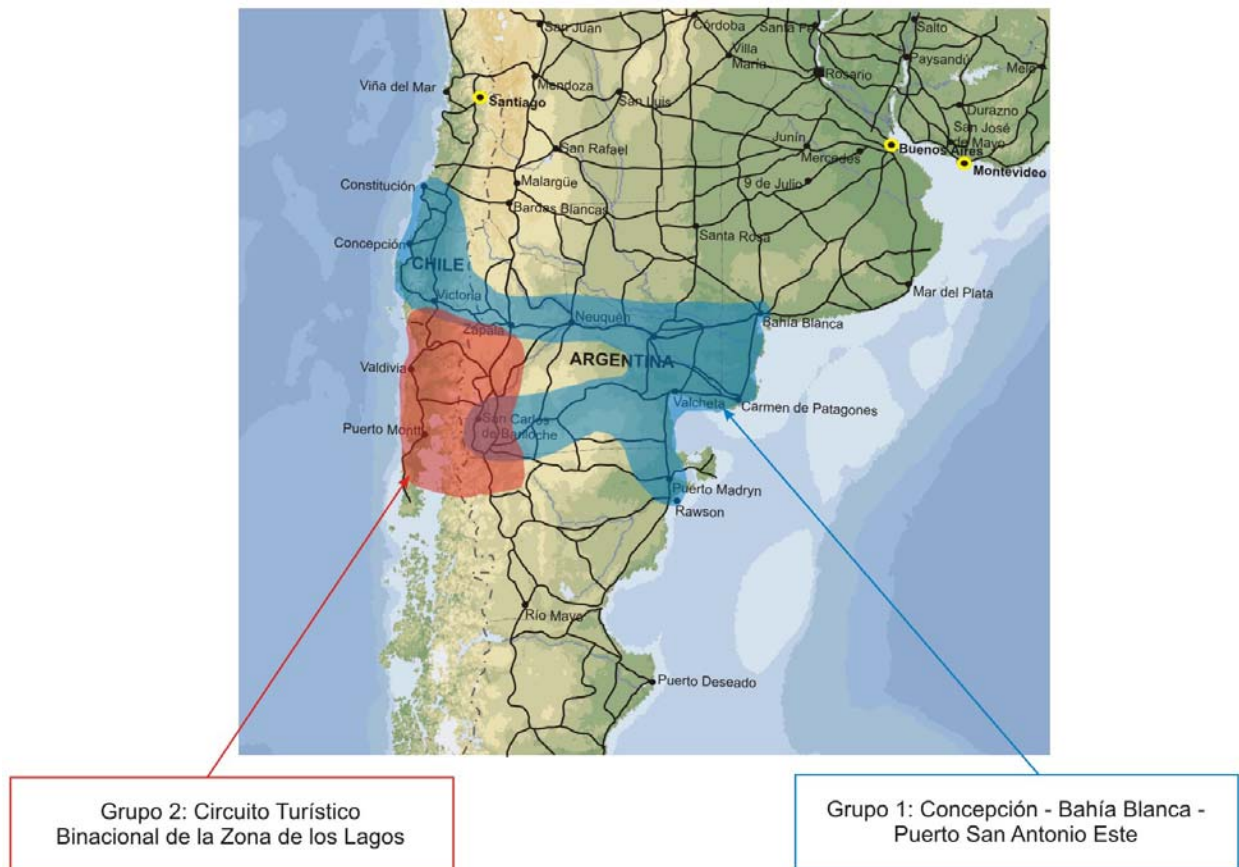 San Juan
Córdoba
Santa Fe
Salto
Villa
María
Paysandú
Melo
Rosario
Viña del Mar
Mendoza
Santiago
San Luis
Durazno
San José
de Mayo
Junín
Buenos Aires
Mercedes
San Rafael
Montevideo
Constitución
Malargüe
9 de Julio
Bardas Blancas
Santa Rosa
Concepción
CHILE
Mar del Plata
Victoria
Zapala
Neuquén
Bahía Blanca
ARGENTINA
Valdivia
Valcheta
Carmen de Patagones
San Carlos
de Bariloche
Puerto Montt
Puerto Madryn
Rawson
Río Mayo
Puerto Deseado
Grupo 2: Circuito Turístico
Binacional de la Zona de los Lagos
Grupo 1: Concepción - Bahía Blanca -
Puerto San Antonio Este